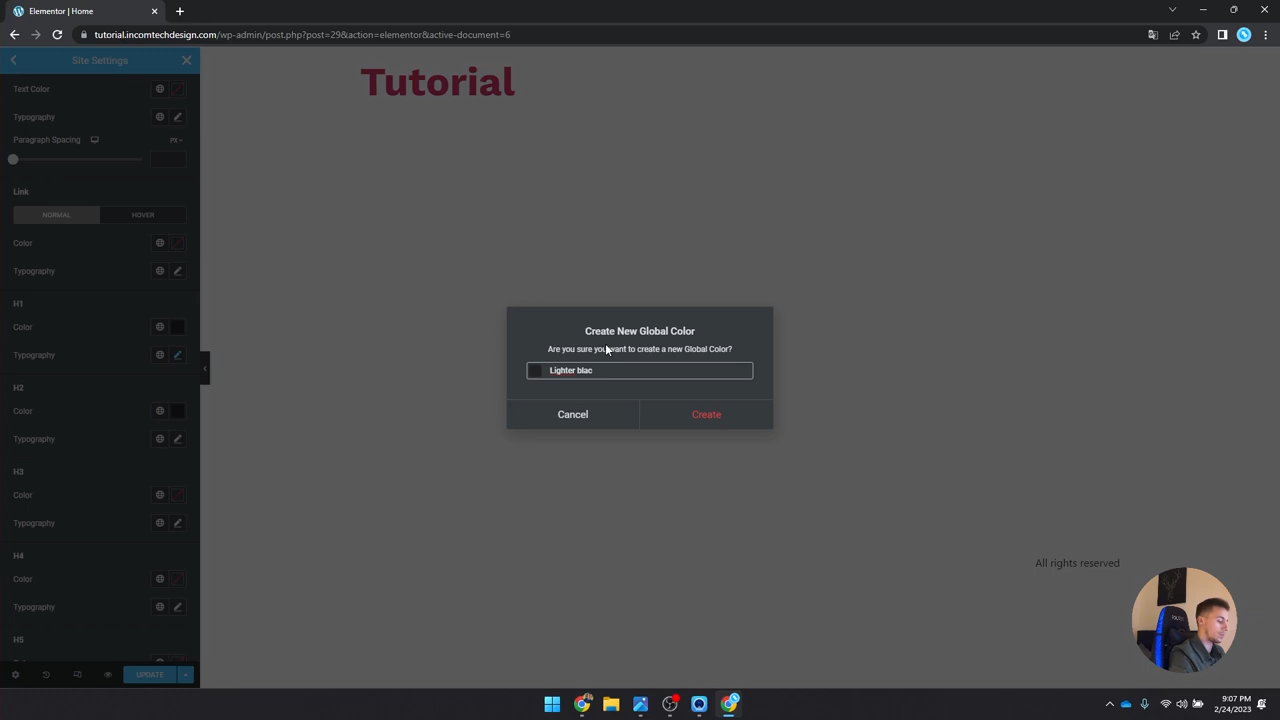 Elementor | Home
tutorial.incomtechdesign.com/wp-admin/post.php?post=29&action=elementor&active-document=6
Site Settings
Text Color
Typography
Paragraph Spacing
PX
Link
NORMAL
HOVER
Color
Typography
H1
Color
Typography
H2
Color
Typography
H3
Color
Typography
H4
Color
Typography
H5
UPDATE
Tutorial
Create New Global Color
Are you sure you want to create a new Global Color?
Lighter blac
Cancel
Create
All rights reserved
9:07 PM
2/24/2023